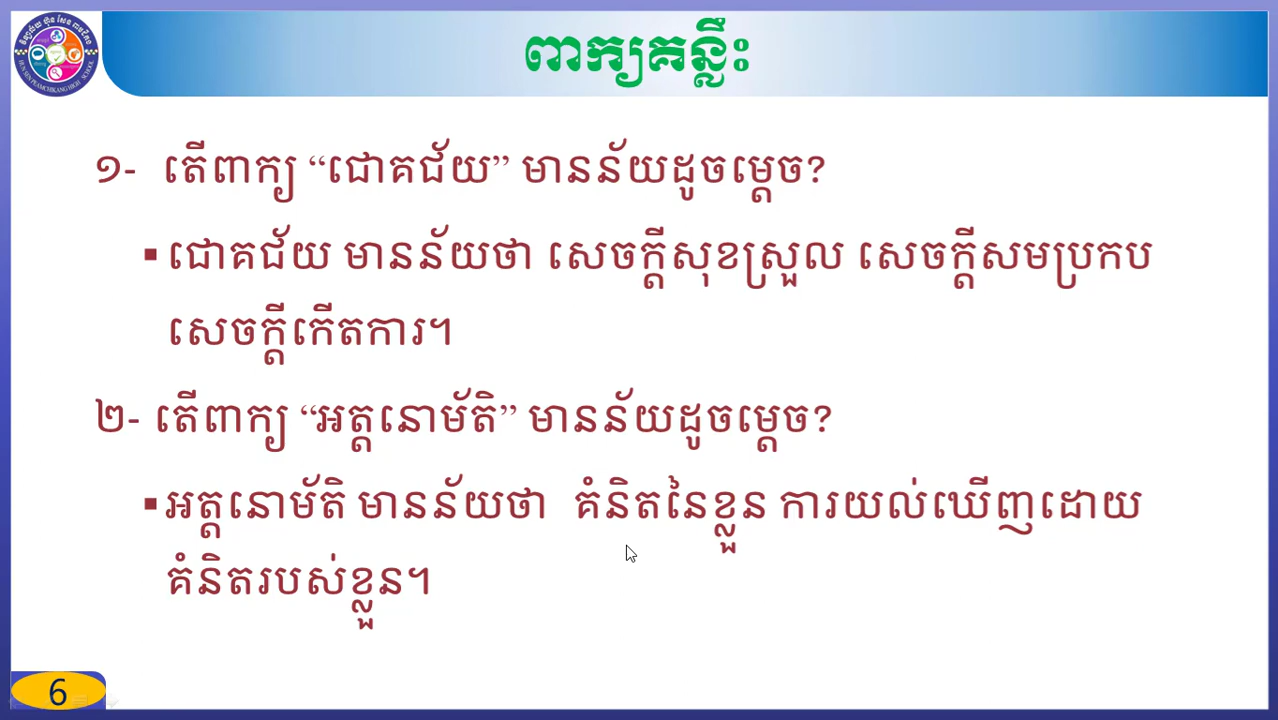 ពាក្យគន្លឹះ
១- តើពាក្យ “ជោគជ័យ” មានន័យដូចម្តេច?
▪ ជោគជ័យ មានន័យថា សេចក្តីសុខស្រួល សេចក្តីសមប្រកប
សេចក្តីកើតការ។
២- តើពាក្យ “អត្តនោម័តិ” មានន័យដូចម្តេច?
▪ អត្តនោម័តិ មានន័យថា គំនិតនៃខ្លួន ការយល់ឃើញដោយ
គំនិតរបស់ខ្លួន។
6